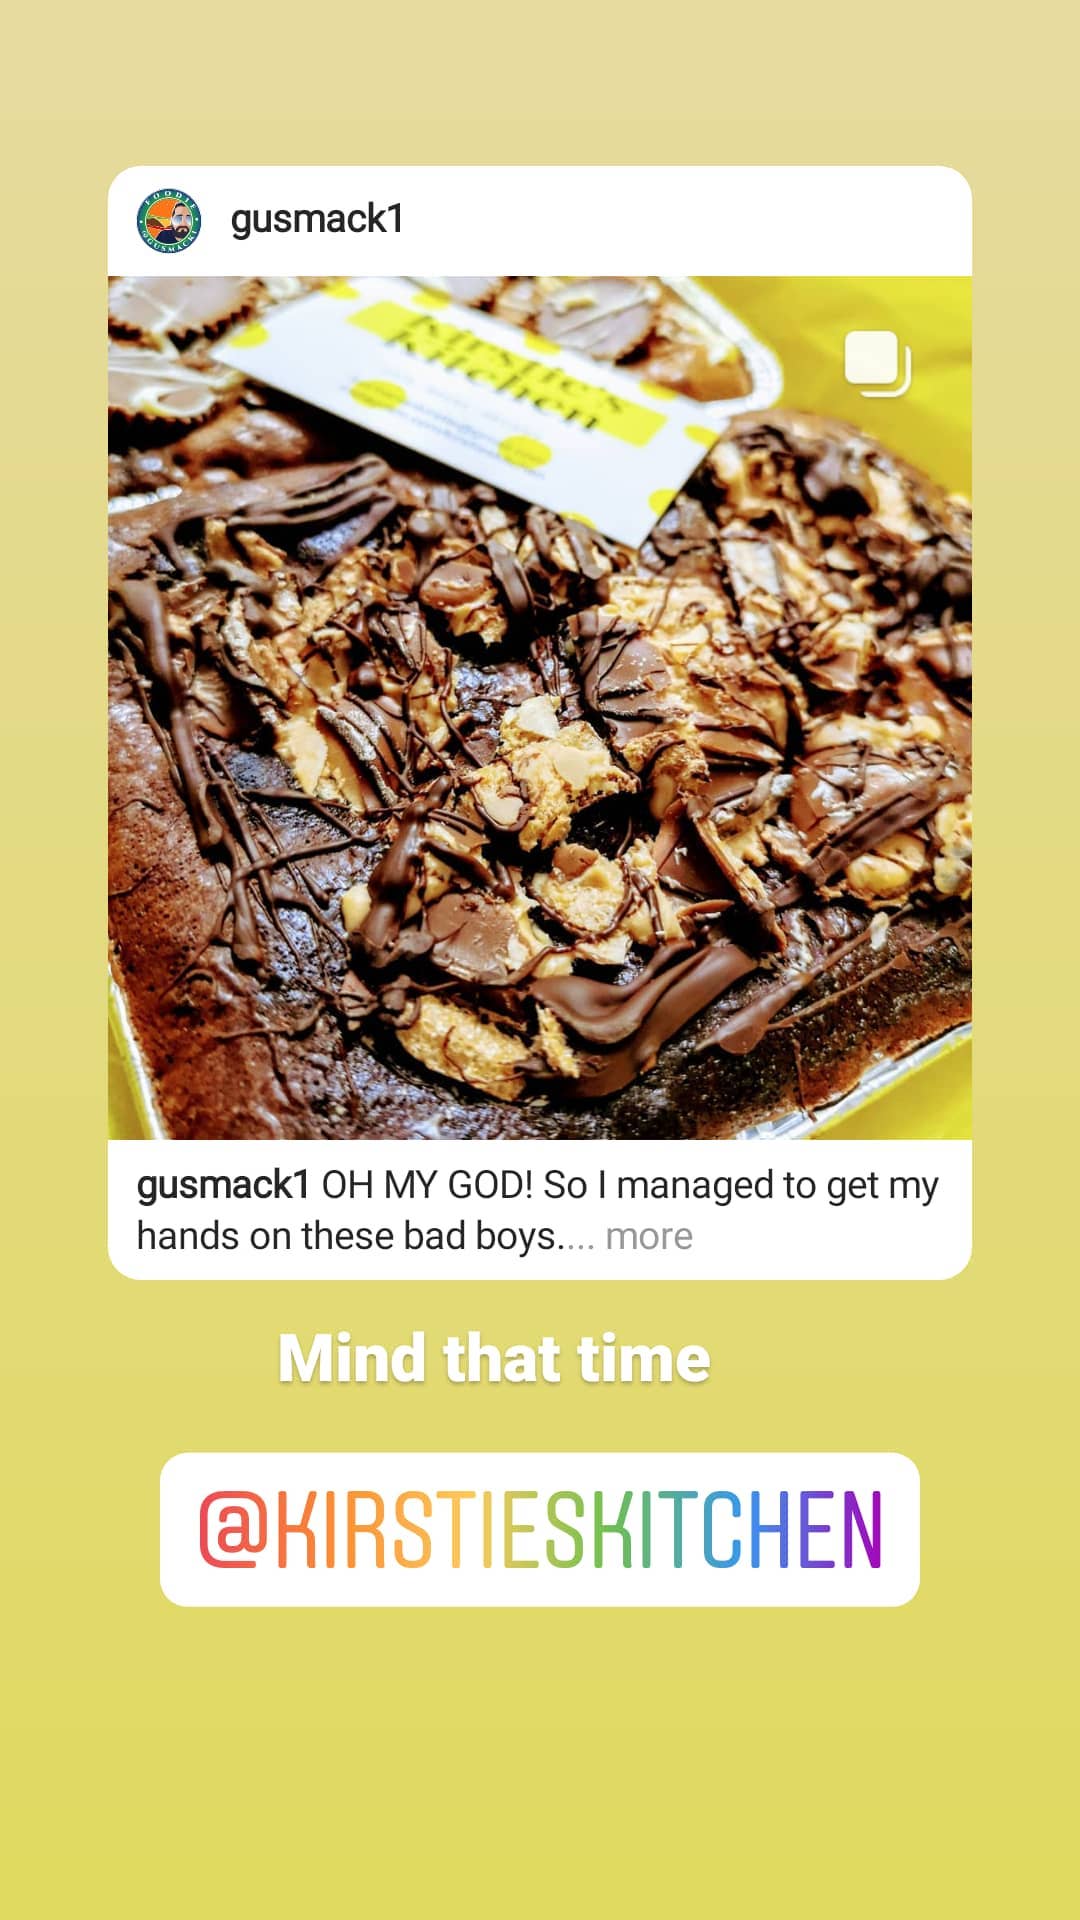 FOODIE
@GUSMACK1
gusmack1
Kirstie's
Kitchen
gusmack1 OH MY GOD! So I managed to get my
hands on these bad boys.... more
Mind that time
@KIRSTIESKITCHEN